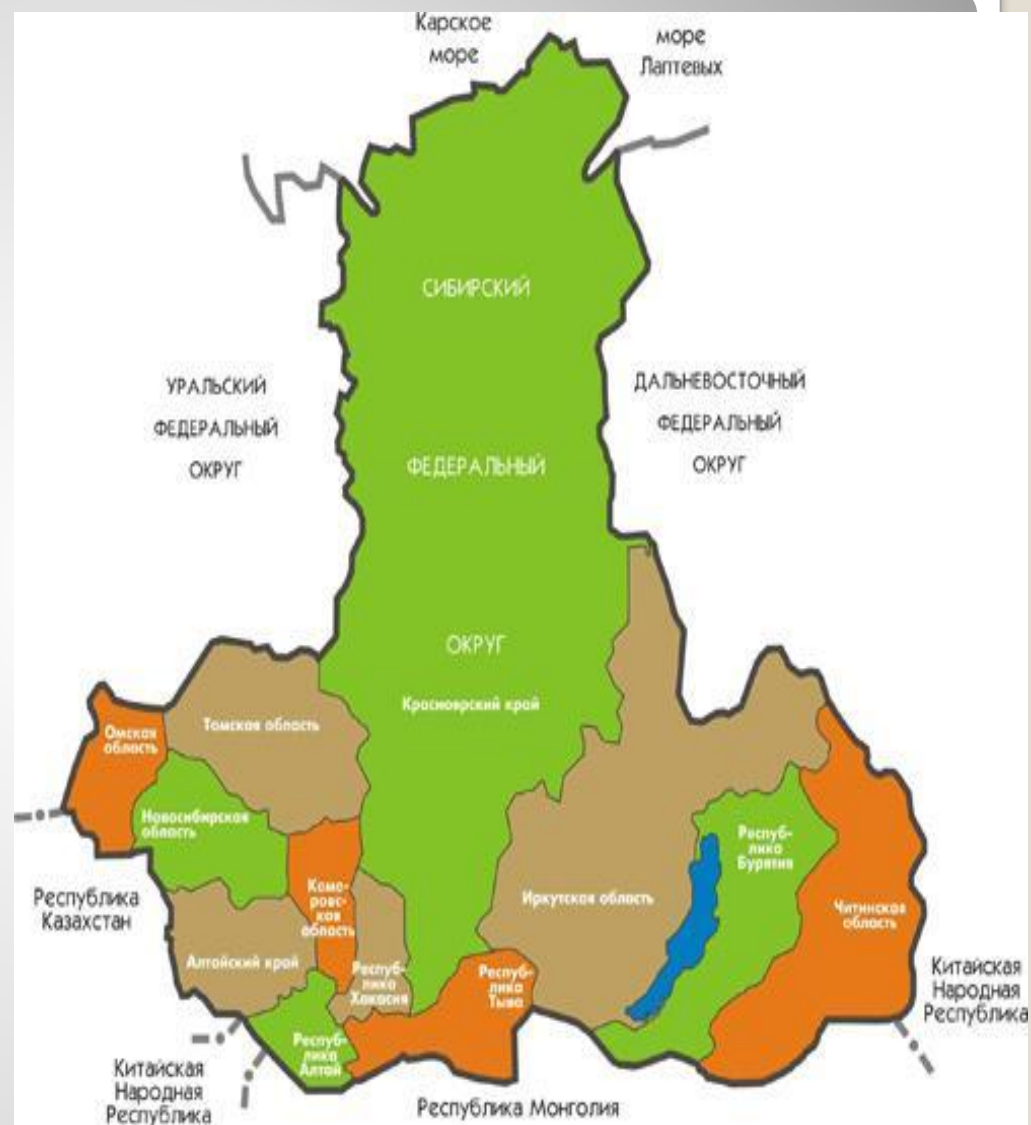 Карское
море
море
Лаптевых
СИБИРСКИЙ
УРАЛЬСКИЙ
ФЕДЕРАЛЬНЫЙ
ОКРУГ
ДАЛЬНЕВОСТОЧНЫЙ
ФЕДЕРАЛЬНЫЙ
ОКРУГ
ФЕДЕРАЛЬНЫЙ
ОКРУГ
Красноярский край
Омская
область
Томская область
Новосибирская
область
Респуб-
лика
Бурятия
Республика
Казахстан
Кеме-
ровс-
кая
область
Иркутская область
Читинская
область
Алтайский край
Респуб-
лика
Хакасия
Респуб-
лика
Тыва
Китайская
Народная
Республика
Респуб-
лика
Алтай
Китайская
Народная
Республика
Республика Монголия